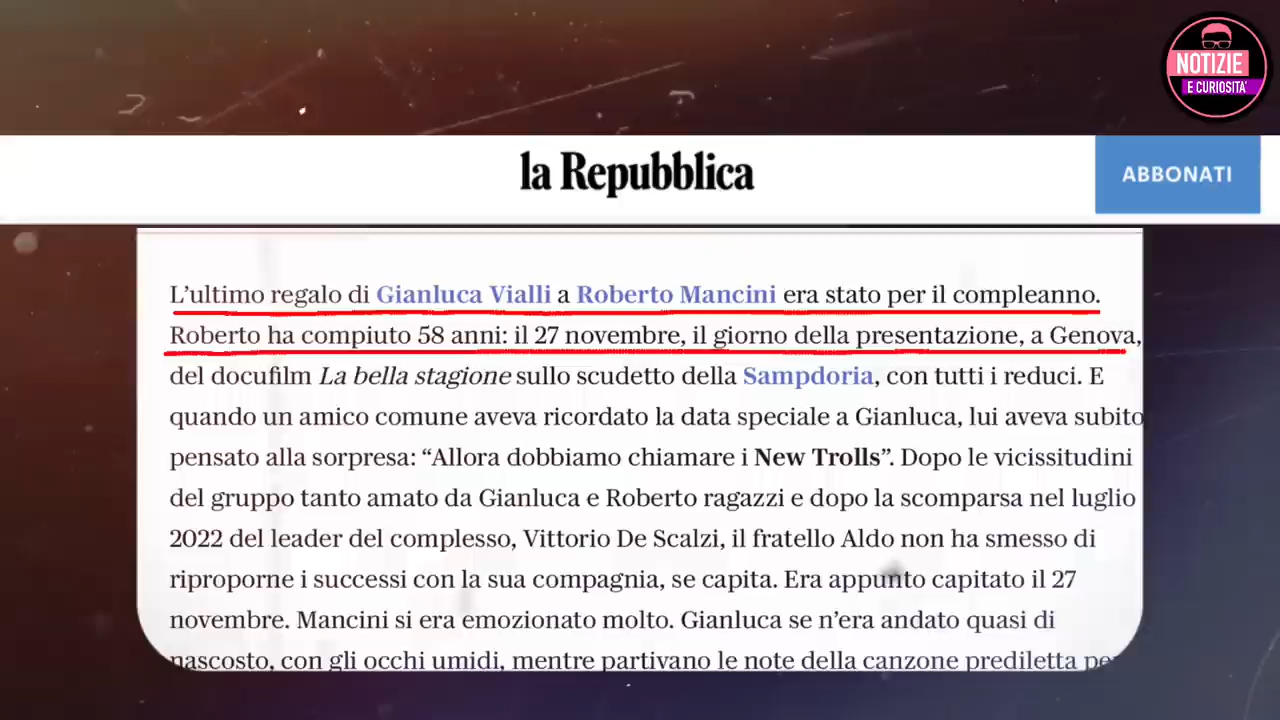 NOTIZIE
E CURIOSITA'
la Repubblica
ABBONATI
L'ultimo regalo di Gianluca Vialli a Roberto Mancini era stato per il compleanno.
Roberto ha compiuto 58 anni: il 27 novembre, il giorno della presentazione, a Genova,
del docufilm La bella stagione sullo scudetto della Sampdoria, con tutti i reduci. E
quando un amico comune aveva ricordato la data speciale a Gianluca, lui aveva subito
pensato alla sorpresa: “Allora dobbiamo chiamare i New Trolls”. Dopo le vicissitudini
del gruppo tanto amato da Gianluca e Roberto ragazzi e dopo la scomparsa nel luglio
2022 del leader del complesso, Vittorio De Scalzi, il fratello Aldo non ha smesso di
riproporne i successi con la sua compagnia, se capita. Era appunto capitato il 27
novembre. Mancini si era emozionato molto. Gianluca se n'era andato quasi di
nascosto, con gli occhi umidi, mentre partivano le note della canzone prediletta